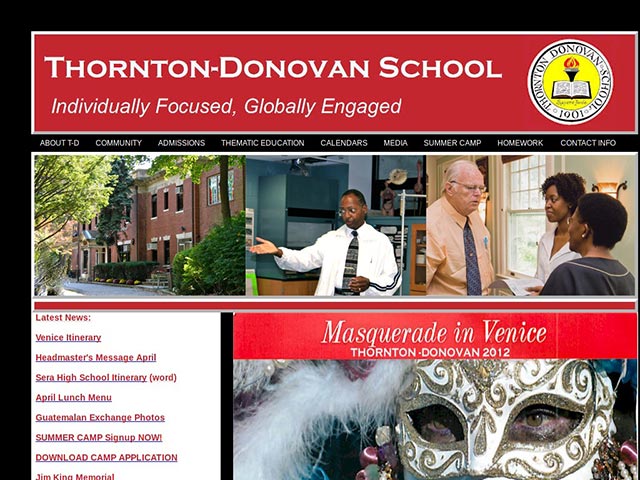 THORNTON-DONOVAN SCHOOL
Individually Focused, Globally Engaged
THORNTON DONOVAN SCHOOL
1901
ABOUT T-D COMMUNITY ADMISSIONS THEMATIC EDUCATION CALENDARS MEDIA SUMMER CAMP HOMEWORK CONTACT INFO
Latest News:
Venice Itinerary
Headmaster's Message April
Sera High School Itinerary (word)
April Lunch Menu
Guatemalan Exchange Photos
SUMMER CAMP Signup NOW!
DOWNLOAD CAMP APPLICATION
Jim King Memorial
Masquerade in Venice
THORNTON-DONOVAN 2012